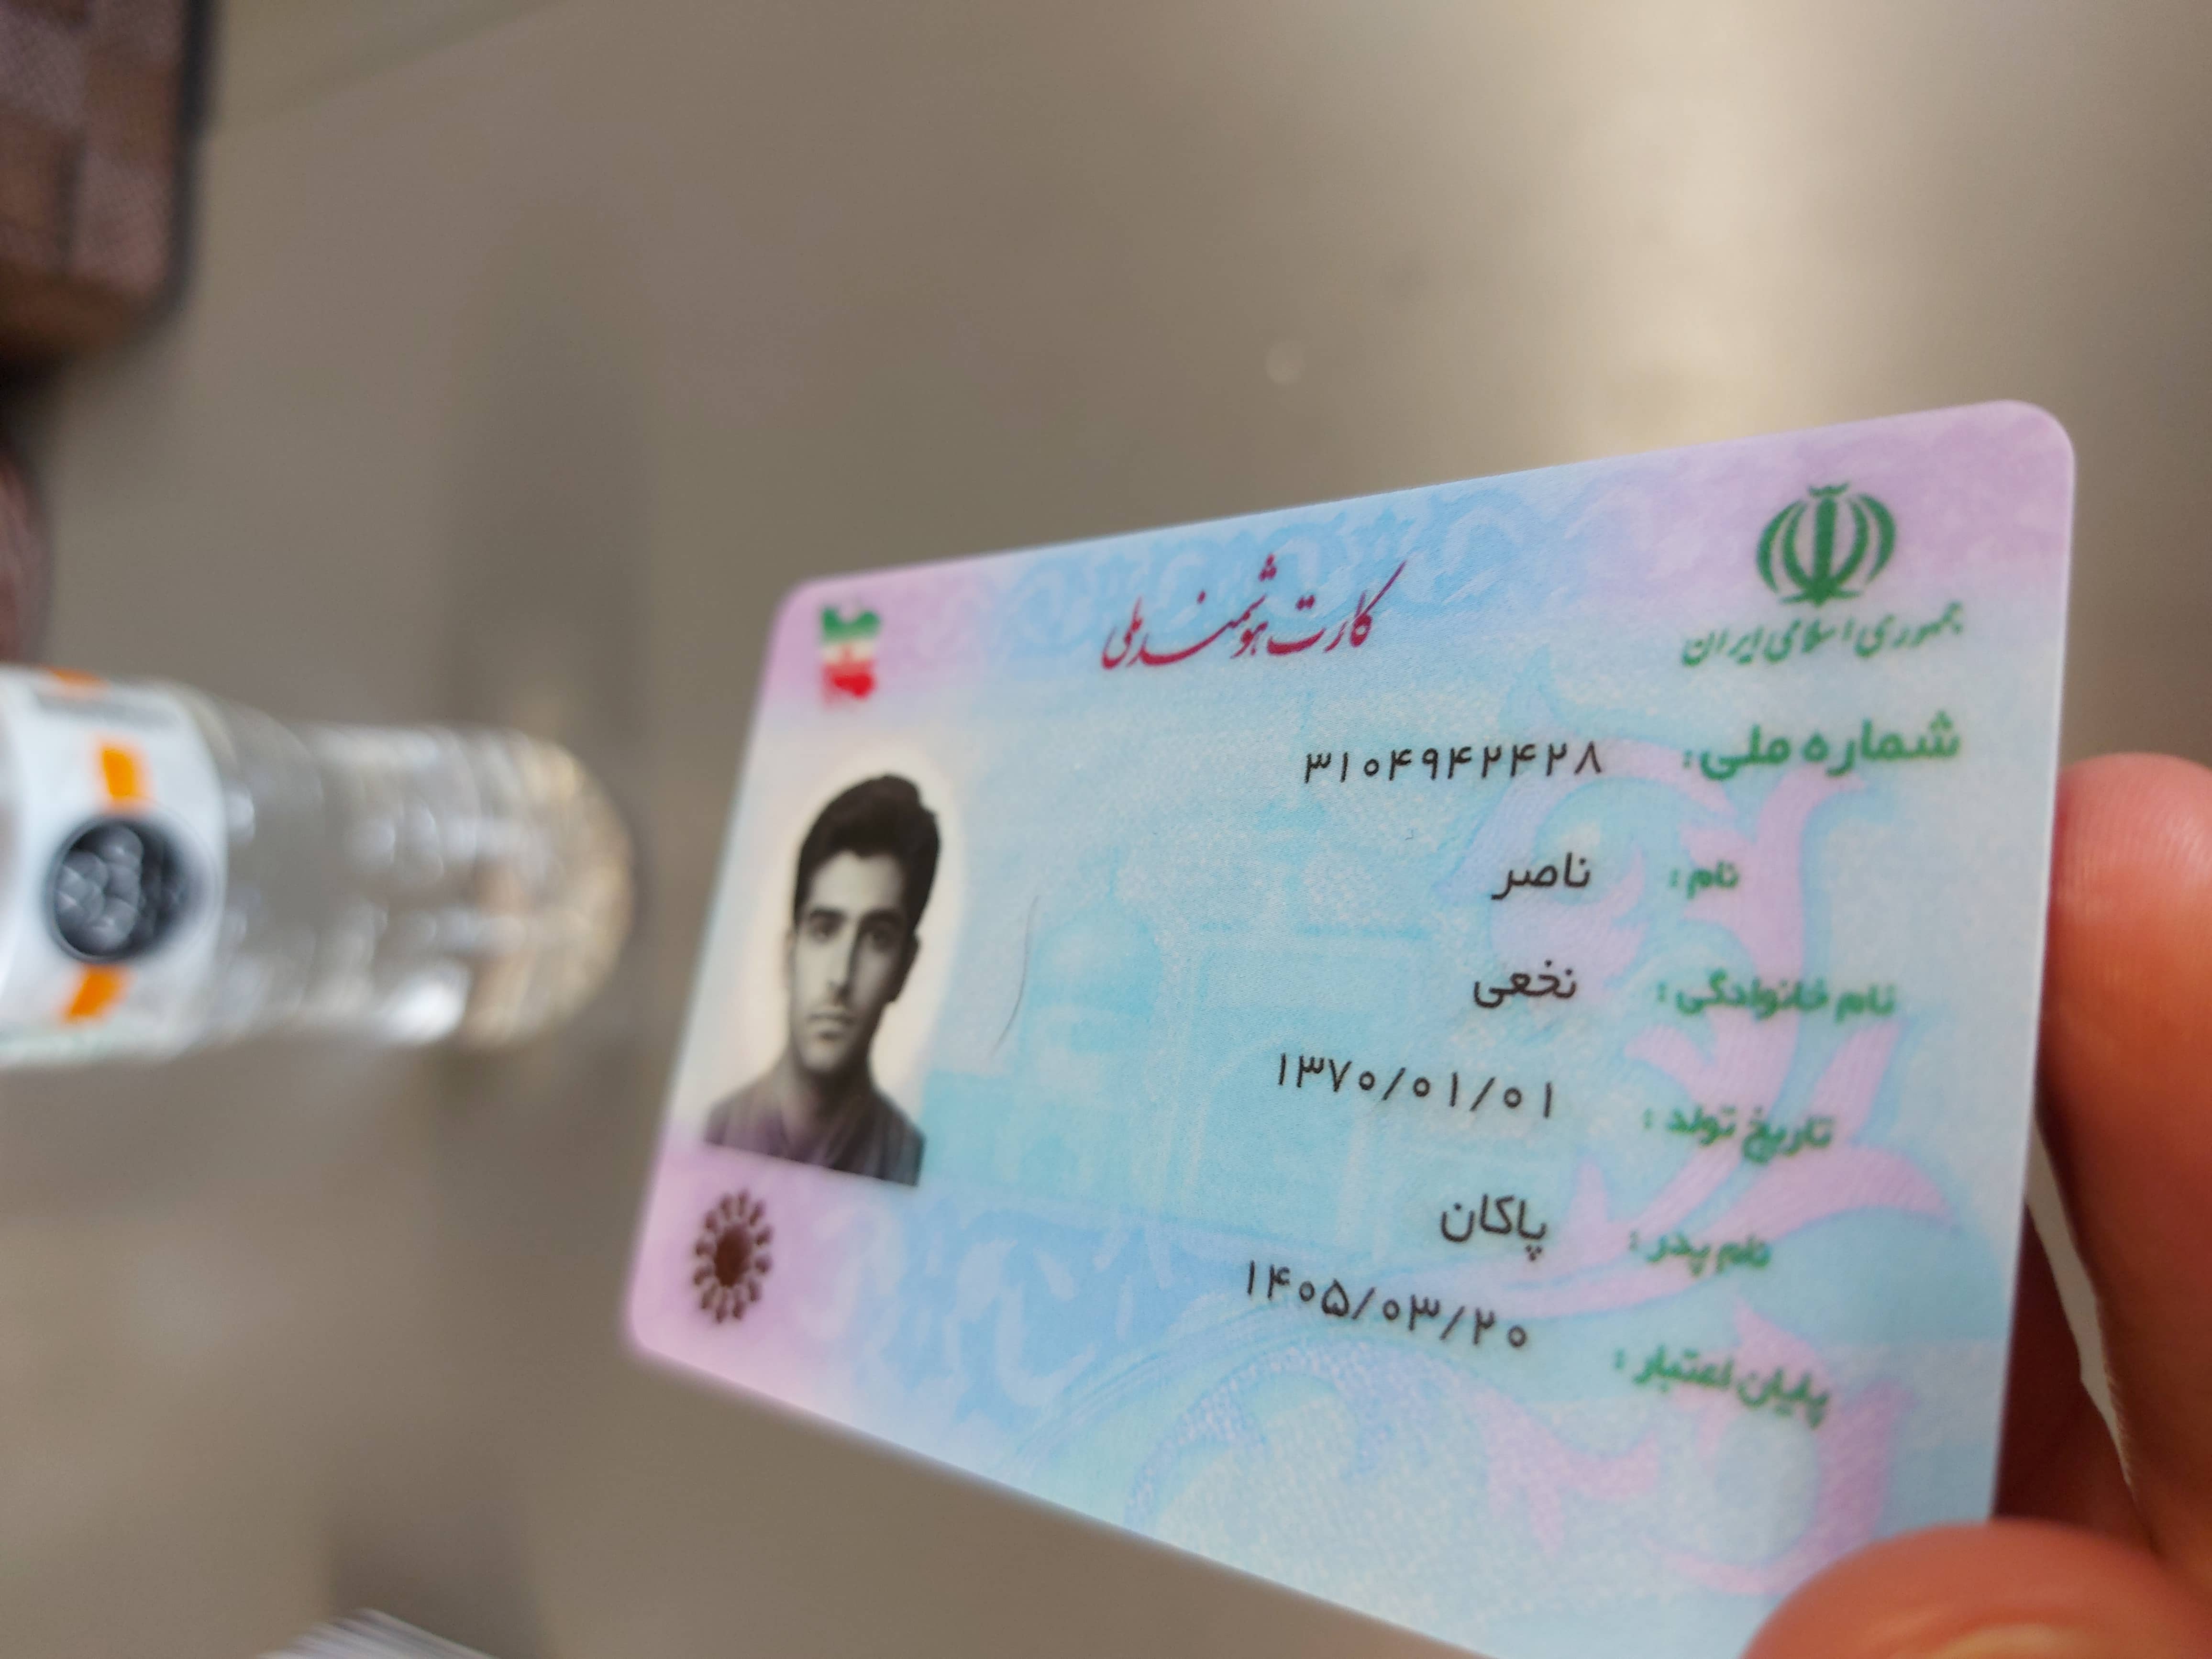 جمهوری اسلامی ایران
کارت هوشمند ملی
شماره ملی: ۳۱۰۴۹۴۲۴۲۸
نام: ناصر
نام خانوادگی: نخعی
تاریخ تولد: ۱۳۷۰/۰۱/۰۱
نام پدر: پاکان
پایان اعتبار: ۱۴۰۵/۰۳/۲۰